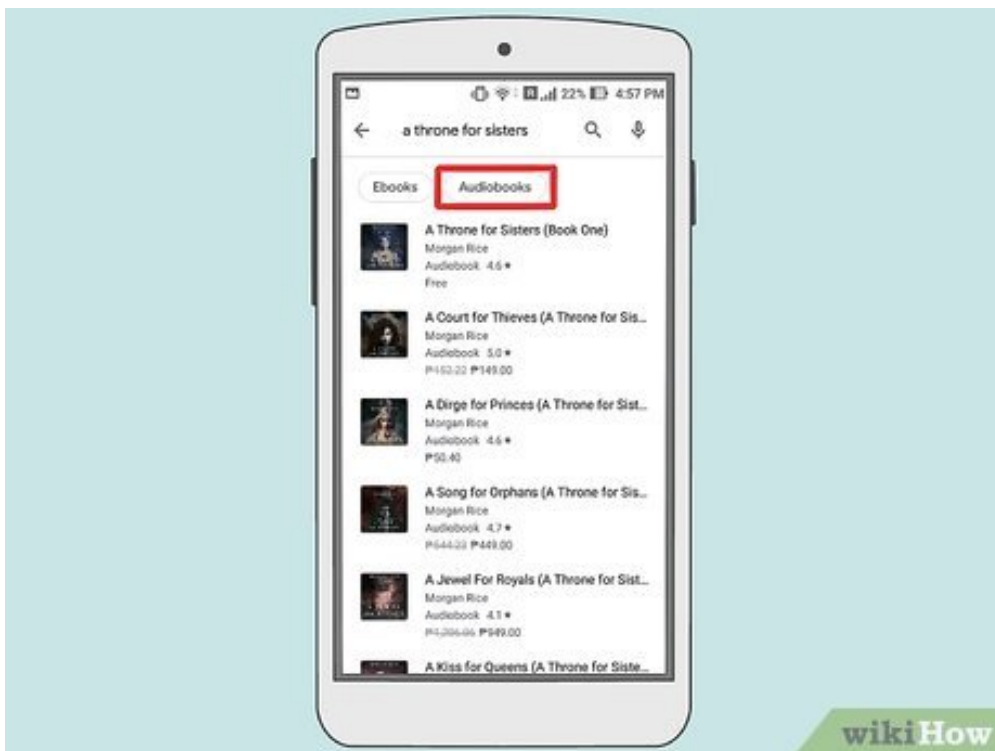 22% 4:57 PM
a throne for sisters
Ebooks Audiobooks
A Throne for Sisters (Book One)
Morgan Rice
Audiobook 4.6★
Free
A Court for Thieves (A Throne for Sis...
Morgan Rice
Audiobook 5.0★
₱152.22 ₱149.00
A Dirge for Princes (A Throne for Sist...
Morgan Rice
Audiobook 4.6★
₱50.40
A Song for Orphans (A Throne for Sis...
Morgan Rice
Audiobook 4.7★
₱544.23 ₱449.00
A Jewel For Royals (A Throne for Sist...
Morgan Rice
Audiobook 4.1★
₱949.00
A Kiss for Queens (A Throne for Siste...
wikiHow